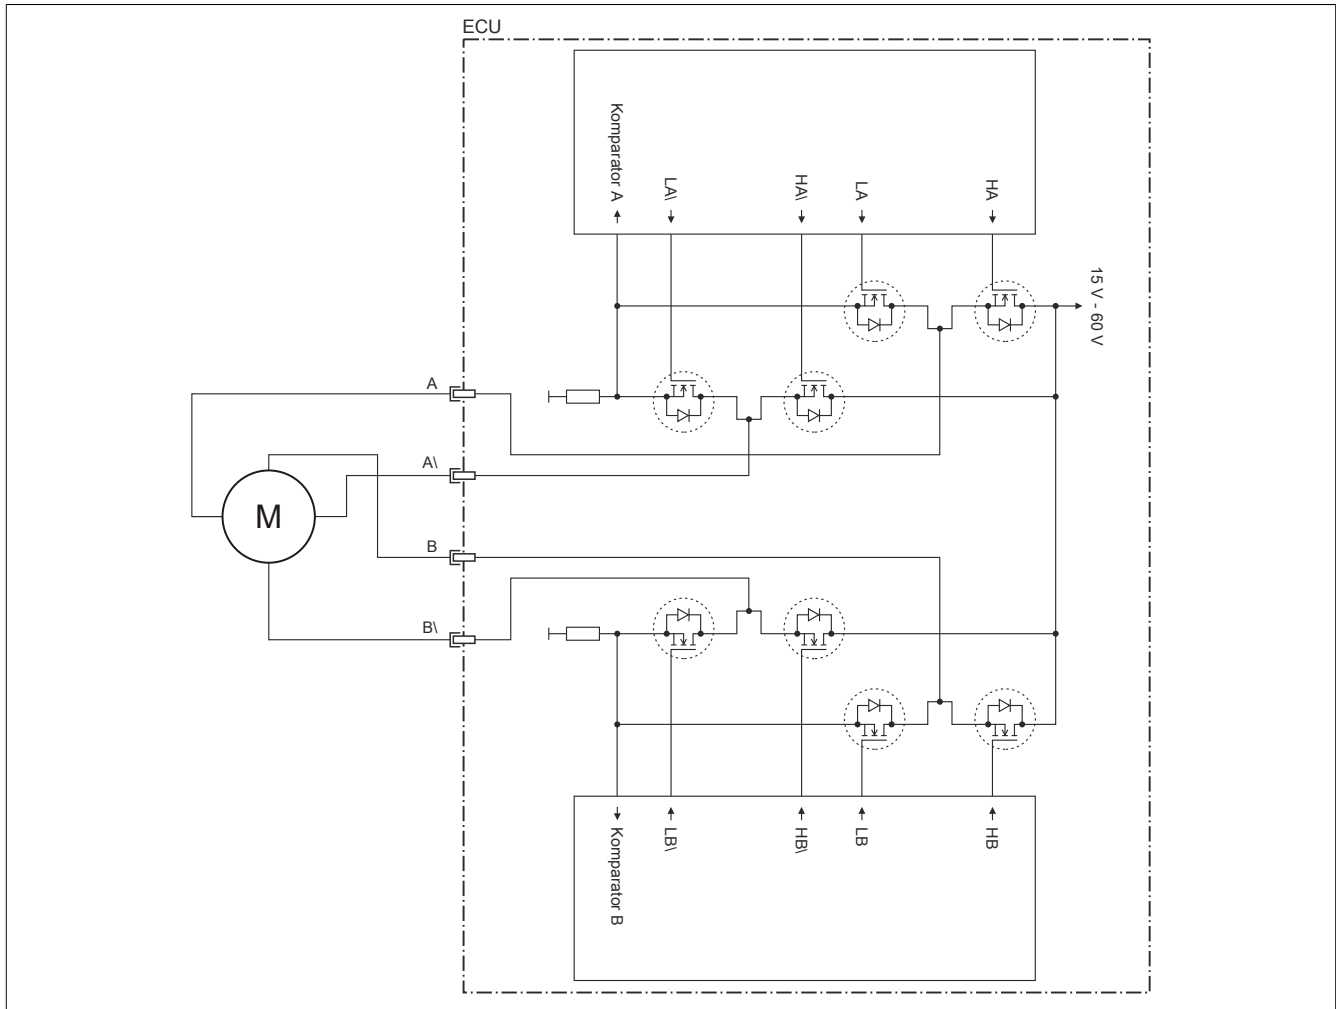 ECU
Komparator A
LA\
HA\
LA
HA
15 V - 60 V
A
A\
M
B
B\
Komparator B
LB\
HB\
LB
HB